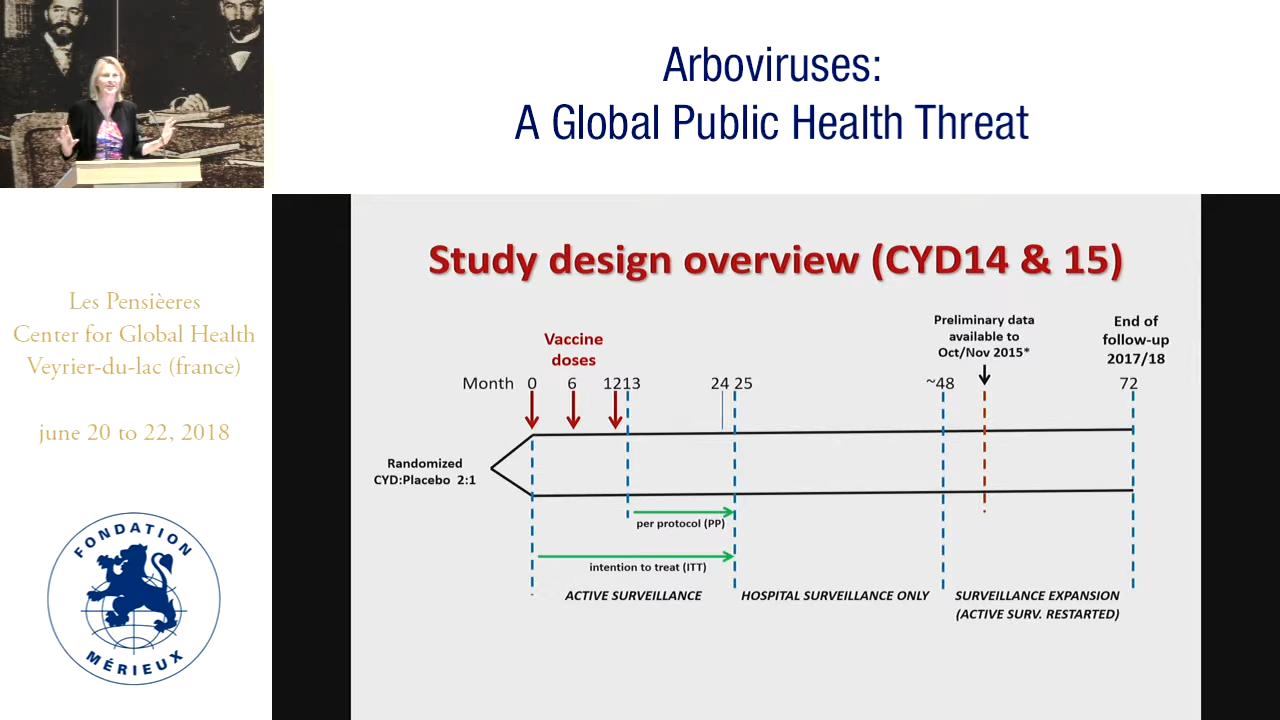 Arboviruses:
A Global Public Health Threat
Les Pensièeres
Center for Global Health
Veyrier-du-lac (france)
june 20 to 22, 2018
FONDATION
MÉRIEUX
Study design overview (CYD14 & 15)
Vaccine
doses
Preliminary data
available to
Oct/Nov 2015*
End of
follow-up
2017/18
Month 0 6 12 13 24 25 ~48 72
Randomized
CYD:Placebo 2:1
per protocol (PP)
intention to treat (ITT)
ACTIVE SURVEILLANCE
HOSPITAL SURVEILLANCE ONLY
SURVEILLANCE EXPANSION
(ACTIVE SURV. RESTARTED)